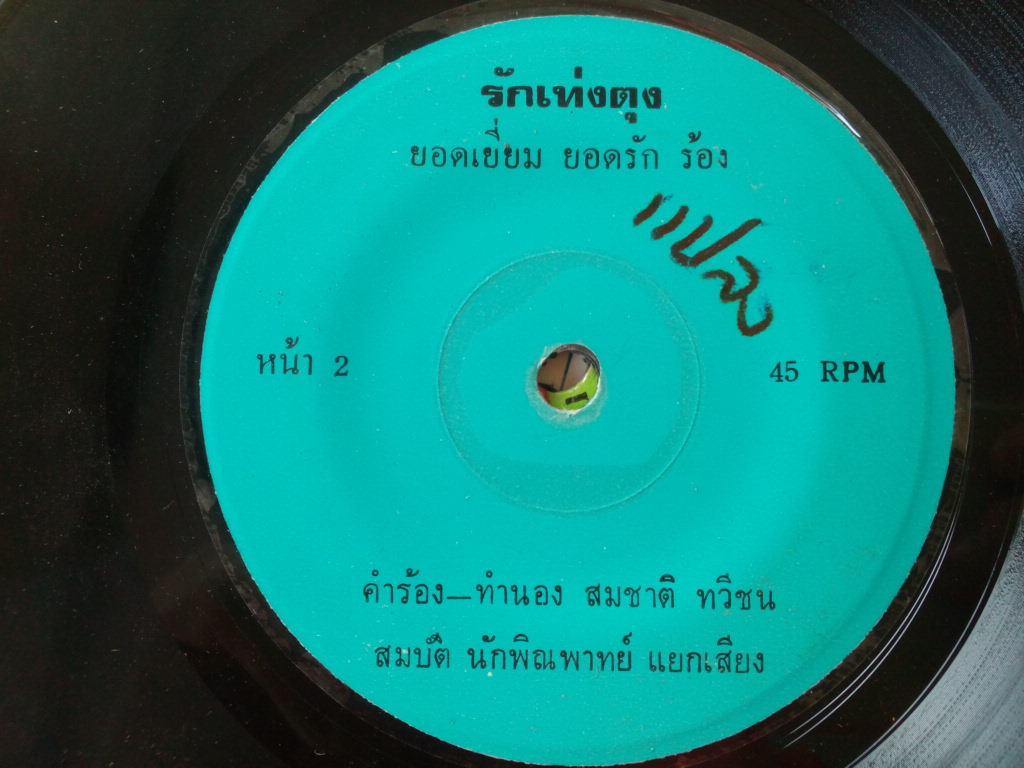 รักเท่งตุง
ยอดเยี่ยม ยอดรัก ร้อง
แปลง
หน้า 2
45 RPM
คำร้อง—ทำนอง สมชาติ ทวีชน
สมบัติ นักพิณพาทย์ แยกเสียง